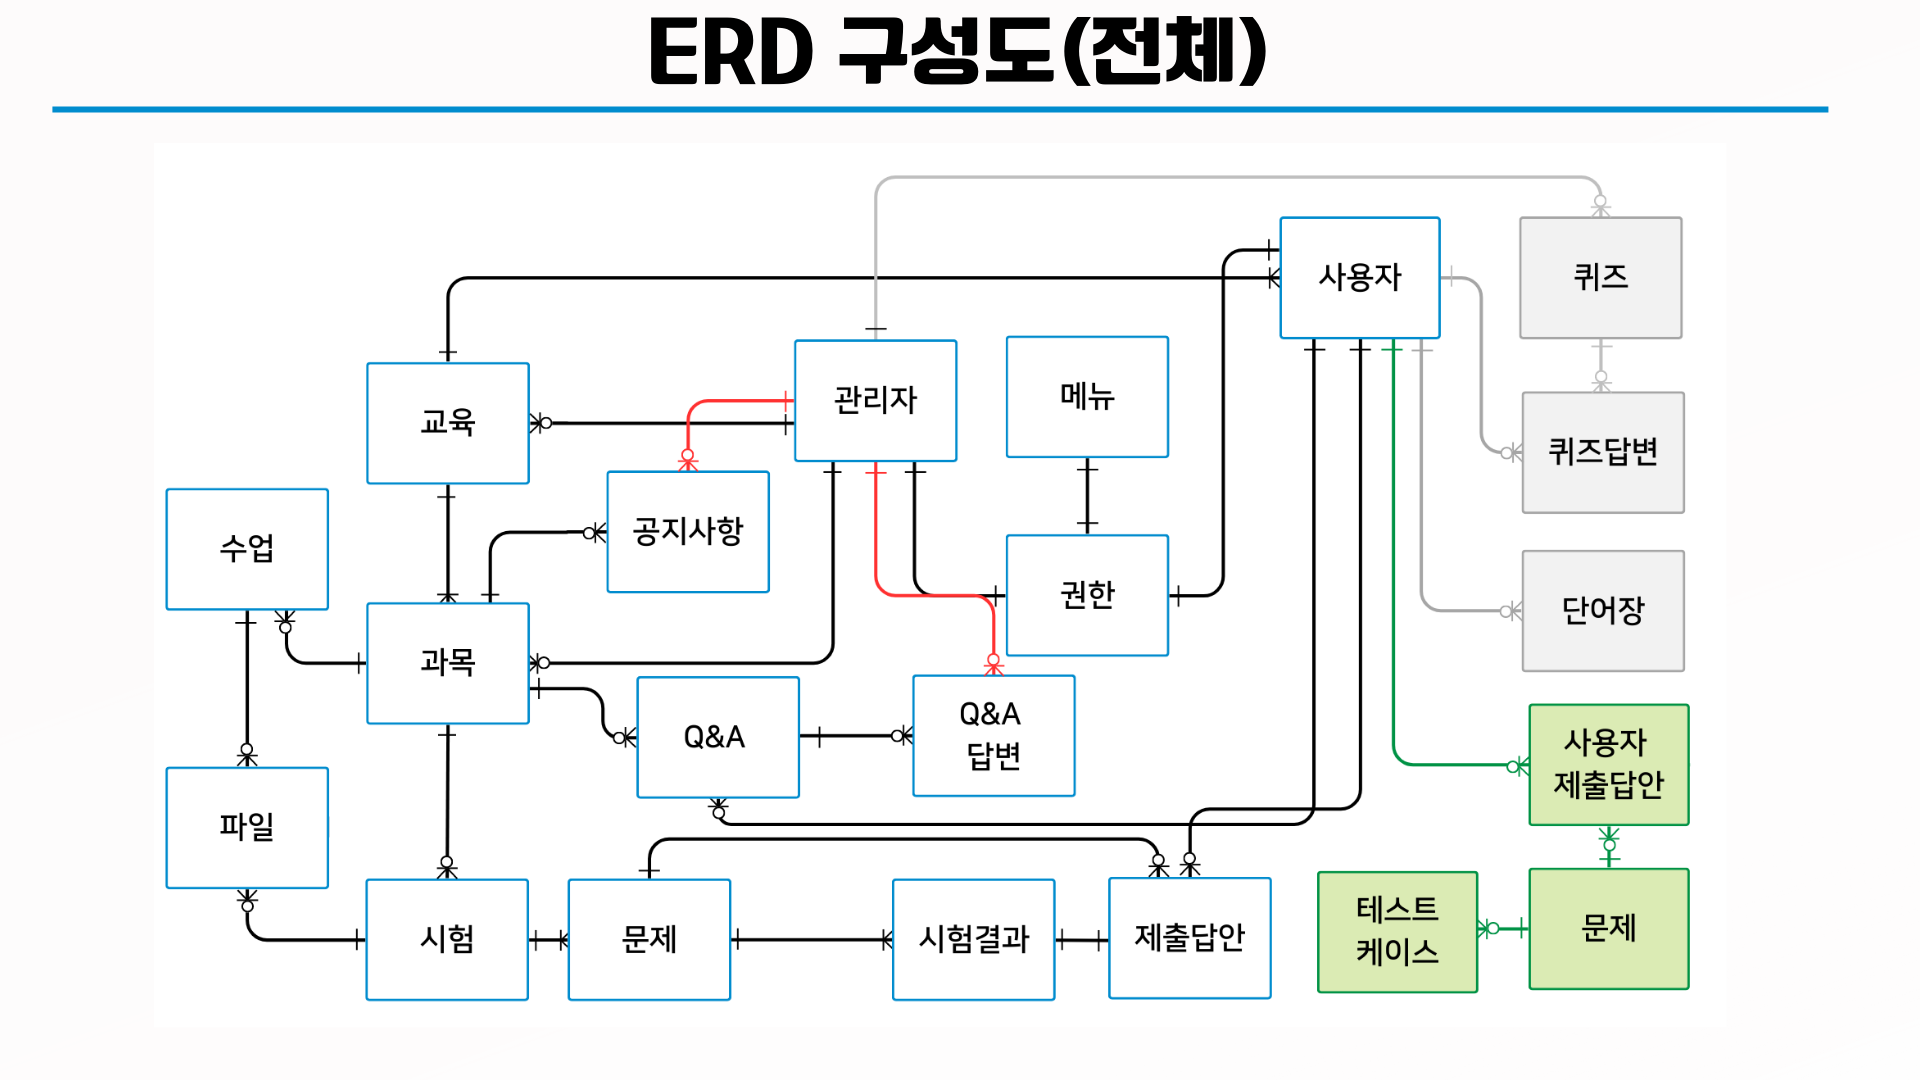 ERD 구성도(전체)
사용자
퀴즈
교육
관리자
메뉴
퀴즈답변
수업
공지사항
권한
단어장
과목
Q&A
Q&A
답변
사용자
제출답안
파일
시험
문제
시험결과
제출답안
테스트
케이스
문제